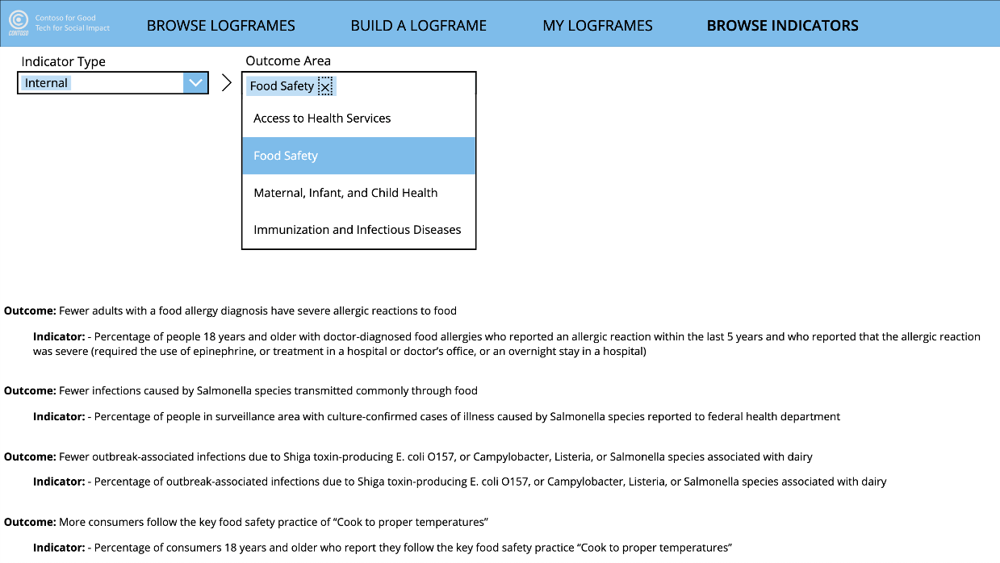 Contoso for Good
Tech for Social Impact
CONTOSO
BROWSE LOGFRAMES
BUILD A LOGFRAME
MY LOGFRAMES
BROWSE INDICATORS
Indicator Type
Internal
Outcome Area
Food Safety
Access to Health Services
Food Safety
Maternal, Infant, and Child Health
Immunization and Infectious Diseases
Outcome: Fewer adults with a food allergy diagnosis have severe allergic reactions to food
Indicator: - Percentage of people 18 years and older with doctor-diagnosed food allergies who reported an allergic reaction within the last 5 years and who reported that the allergic reaction
was severe (required the use of epinephrine, or treatment in a hospital or doctor’s office, or an overnight stay in a hospital)
Outcome: Fewer infections caused by Salmonella species transmitted commonly through food
Indicator: - Percentage of people in surveillance area with culture-confirmed cases of illness caused by Salmonella species reported to federal health department
Outcome: Fewer outbreak-associated infections due to Shiga toxin-producing E. coli O157, or Campylobacter, Listeria, or Salmonella species associated with dairy
Indicator: - Percentage of outbreak-associated infections due to Shiga toxin-producing E. coli O157, or Campylobacter, Listeria, or Salmonella species associated with dairy
Outcome: More consumers follow the key food safety practice of “Cook to proper temperatures”
Indicator: - Percentage of consumers 18 years and older who report they follow the key food safety practice “Cook to proper temperatures”